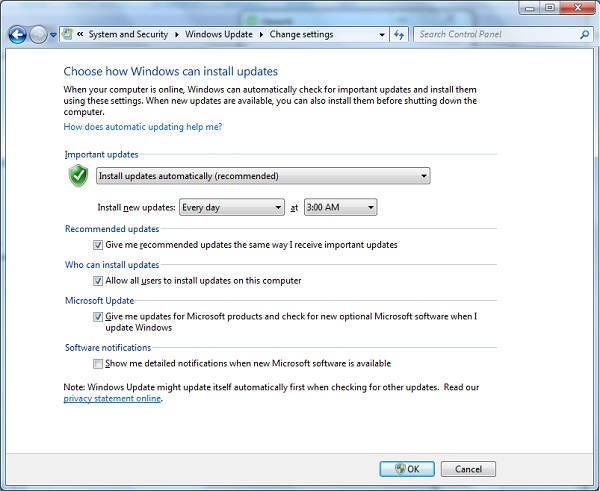 System and Security Windows Update Change settings Search Control Panel
Choose how Windows can install updates
When your computer is online, Windows can automatically check for important updates and install them
using these settings. When new updates are available, you can also install them before shutting down the
computer.
How does automatic updating help me?
Important updates
Install updates automatically (recommended)
Install new updates: Every day at 3:00 AM
Recommended updates
Give me recommended updates the same way I receive important updates
Who can install updates
Allow all users to install updates on this computer
Microsoft Update
Give me updates for Microsoft products and check for new optional Microsoft software when I
update Windows
Software notifications
Show me detailed notifications when new Microsoft software is available
Note: Windows Update might update itself automatically first when checking for other updates. Read our
privacy statement online.
OK Cancel